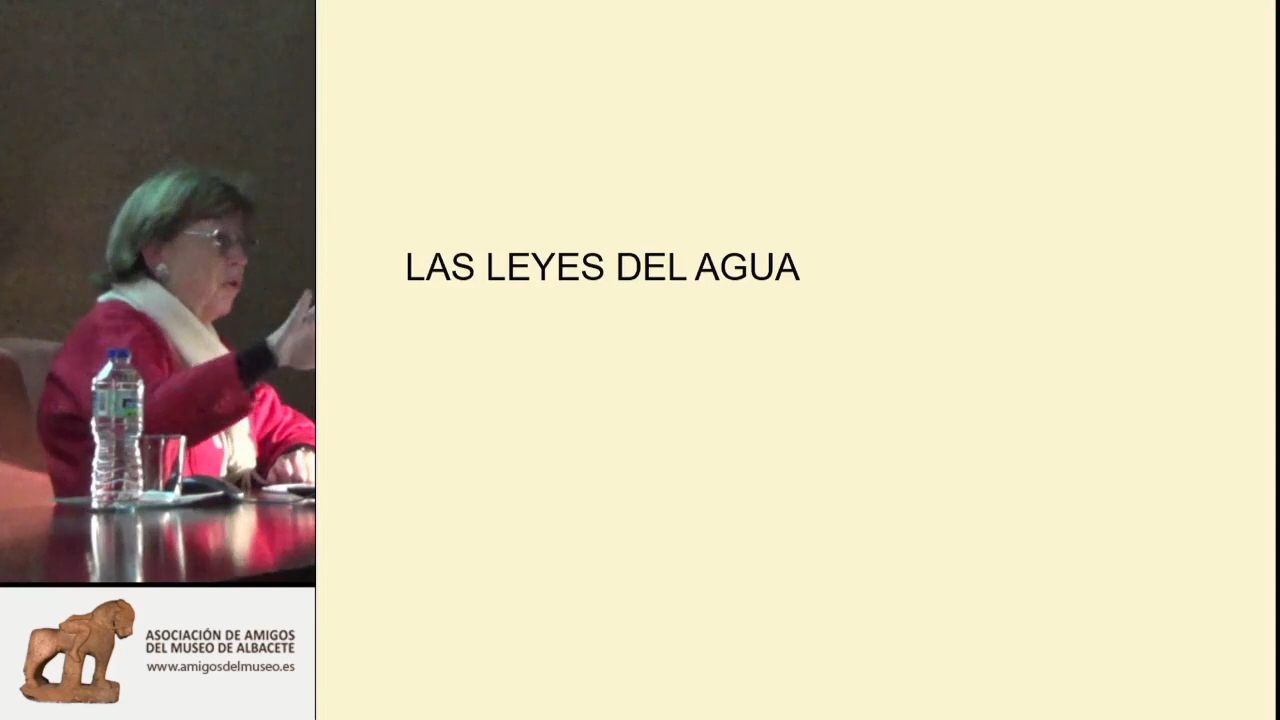 LAS LEYES DEL AGUA
ASOCIACIÓN DE AMIGOS
DEL MUSEO DE ALBACETE
www.amigosdelmuseo.es